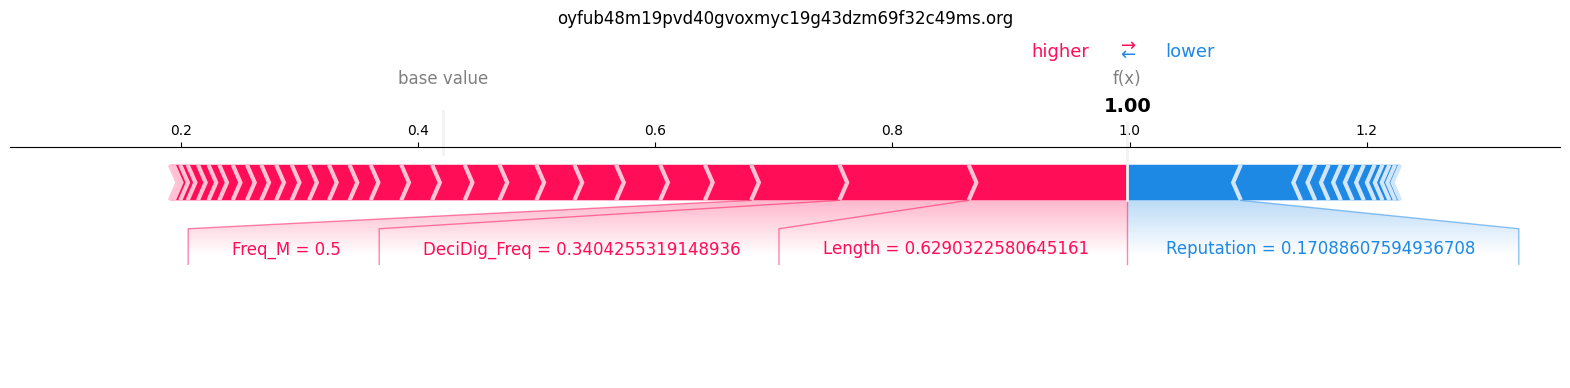 oyfub48m19pvd40gvoxmyc19g43dzm69f32c49ms.org
higher → ← lower
base value f(x)
1.00
0.2 0.4 0.6 0.8 1.0 1.2
Freq_M = 0.5 DeciDig_Freq = 0.3404255319148936 Length = 0.6290322580645161 Reputation = 0.17088607594936708